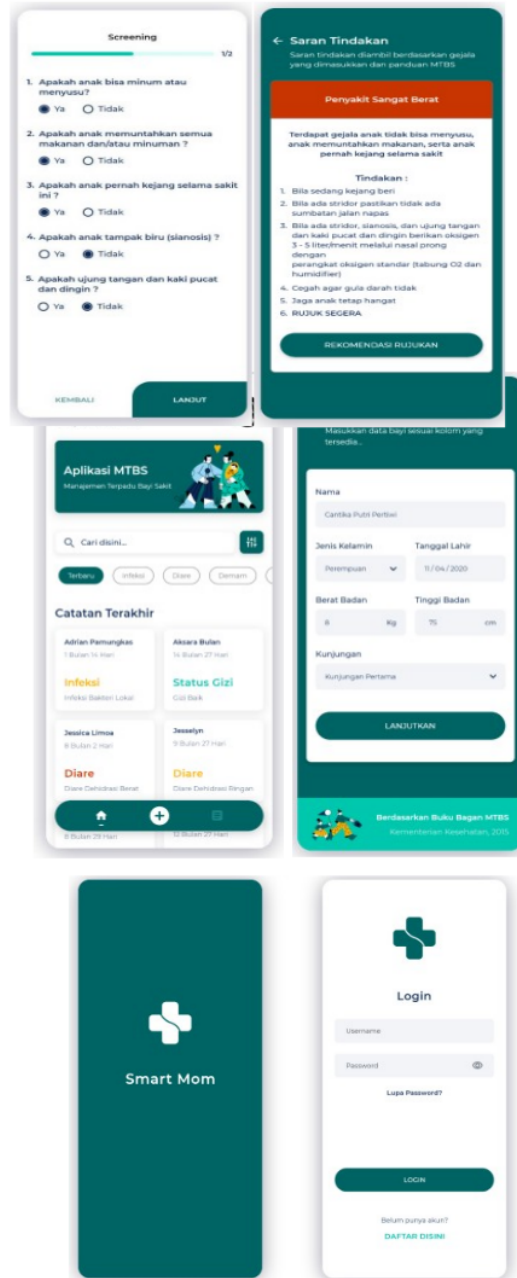 Screening
1/2
1. Apakah anak bisa minum atau
menyusu?
Ya Tidak
2. Apakah anak memuntahkan semua
makanan dan/atau minuman ?
Ya Tidak
3. Apakah anak pernah kejang selama sakit
ini ?
Ya Tidak
4. Apakah anak tampak biru (sianosis) ?
Ya Tidak
5. Apakah ujung tangan dan kaki pucat
dan dingin ?
Ya Tidak
KEMBALI LANJUT
Saran Tindakan
Saran tindakan diambil berdasarkan gejala
yang dimasukkan dan panduan MTBS
Penyakit Sangat Berat
Terdapat gejala anak tidak bisa menyusu,
anak memuntahkan makanan, serta anak
pernah kejang selama sakit
Tindakan :
1. Bila sedang kejang beri
2. Bila ada stridor pastikan tidak ada
sumbatan jalan napas
3. Bila ada stridor, sianosis, dan ujung tangan
dan kaki pucat dan dingin berikan oksigen
3 - 5 liter/menit melalui nasal prong
dengan
perangkat oksigen standar (tabung O2 dan
humidifier)
4. Cegah agar gula darah tidak
5. Jaga anak tetap hangat
6. RUJUK SEGERA
REKOMENDASI RUJUKAN
Aplikasi MTBS
Manajemen Terpadu Bayi Sakit
Cari disini...
Terbaru Infeksi Diare Demam
Catatan Terakhir
Adrian Pamungkas
1 Bulan 14 Hari
Infeksi
Infeksi Bakteri Lokal
Aksara Bulan
14 Bulan 27 Hari
Status Gizi
Gizi Baik
Jessica Limoa
8 Bulan 2 Hari
Diare
Diare Dehidrasi Berat
Jesselyn
9 Bulan 27 Hari
Diare
Diare Dehidrasi Ringan
8 Bulan 29 Hari
12 Bulan 27 Hari
Masukkan data bayi sesuai kolom yang
tersedia...
Nama
Cantika Putri Pertiwi
Jenis Kelamin Tanggal Lahir
Perempuan 11/04/2020
Berat Badan Tinggi Badan
8 Kg 75 cm
Kunjungan
Kunjungan Pertama
LANJUTKAN
Berdasarkan Buku Bagan MTBS
Kementerian Kesehatan, 2015
Smart Mom
Login
Username
Password
Lupa Password?
LOGIN
Belum punya akun?
DAFTAR DISINI